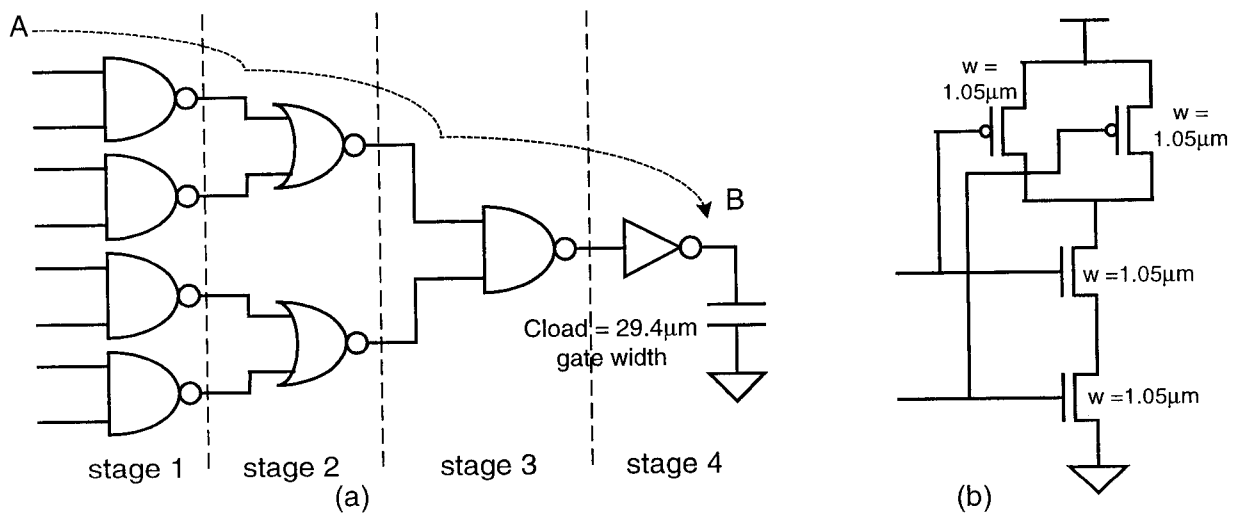 A
B
Cload = 29.4μm
gate width
stage 1
stage 2
stage 3
stage 4
(a)
w =
1.05μm
w =
1.05μm
w =1.05μm
w =1.05μm
(b)